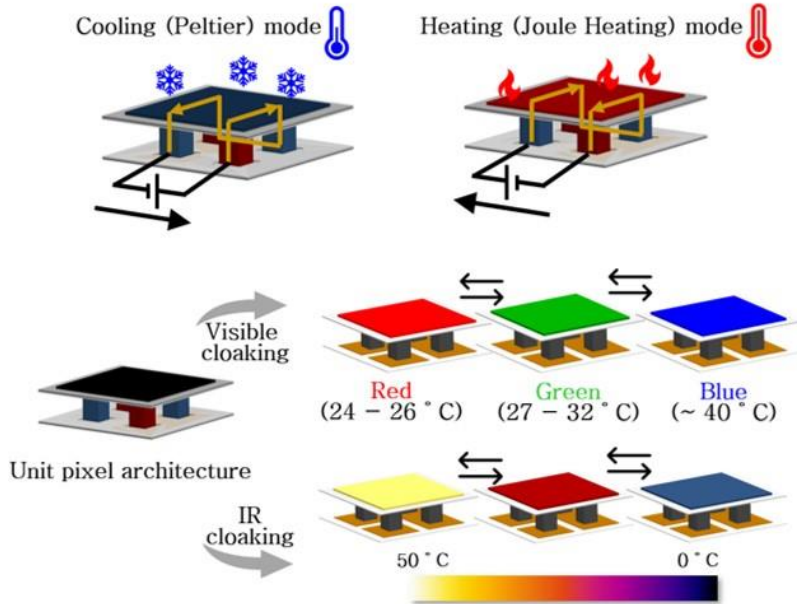 Cooling (Peltier) mode
Heating (Joule Heating) mode
Visible
cloaking
Red
(24 - 26 °C)
Green
(27 - 32 °C)
Blue
(~ 40 °C)
Unit pixel architecture
IR
cloaking
50 °C
0 °C